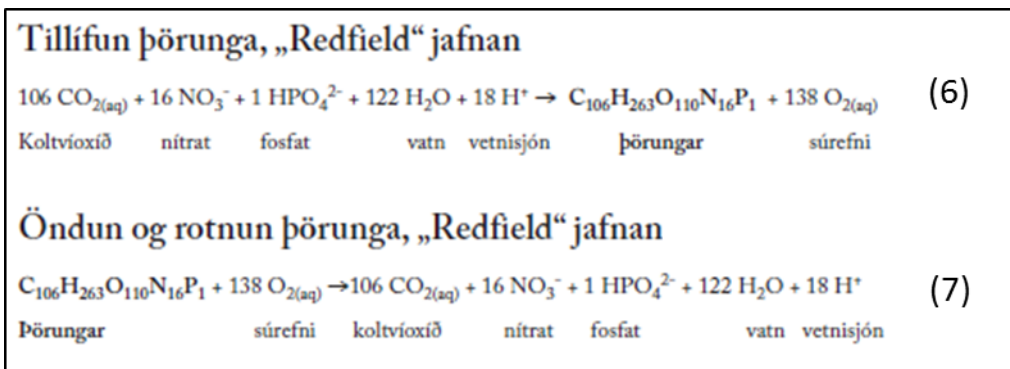 Tillífun þörunga, „Redfield“ jafnan
106 CO₂₍ₐq₎ + 16 NO₃⁻ + 1 HPO₄²⁻ + 122 H₂O + 18 H⁺ → C₁₀₆H₂₆₃O₁₁₀N₁₆P₁ + 138 O₂₍ₐq₎ (6)
Koltvíoxíð nítrat fosfat vatn vetnisjón þörungar súrefni
Öndun og rotnun þörunga, „Redfield“ jafnan
C₁₀₆H₂₆₃O₁₁₀N₁₆P₁ + 138 O₂₍ₐq₎ →106 CO₂₍ₐq₎ + 16 NO₃⁻ + 1 HPO₄²⁻ + 122 H₂O + 18 H⁺ (7)
Þörungar súrefni koltvíoxíð nítrat fosfat vatn vetnisjón